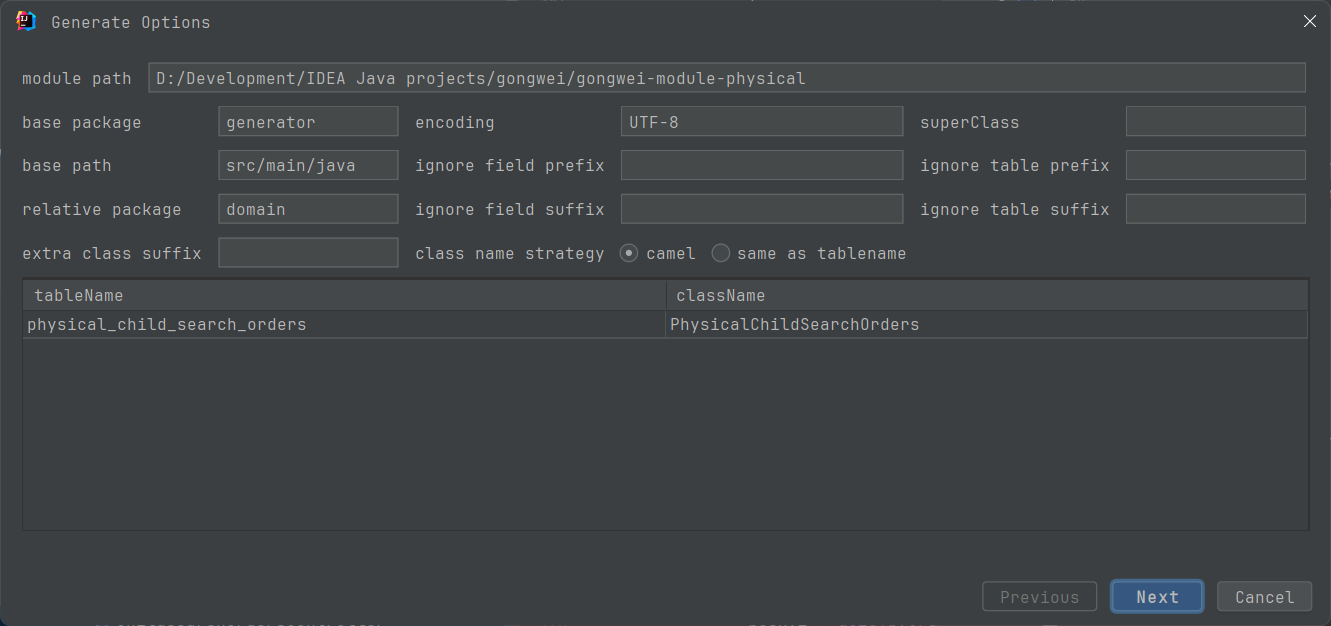 Generate Options
module path D:/Development/IDEA Java projects/gongwei/gongwei-module-physical
base package generator encoding UTF-8 superClass
base path src/main/java ignore field prefix ignore table prefix
relative package domain ignore field suffix ignore table suffix
extra class suffix class name strategy camel same as tablename
tableName className
physical_child_search_orders PhysicalChildSearchOrders
Previous Next Cancel